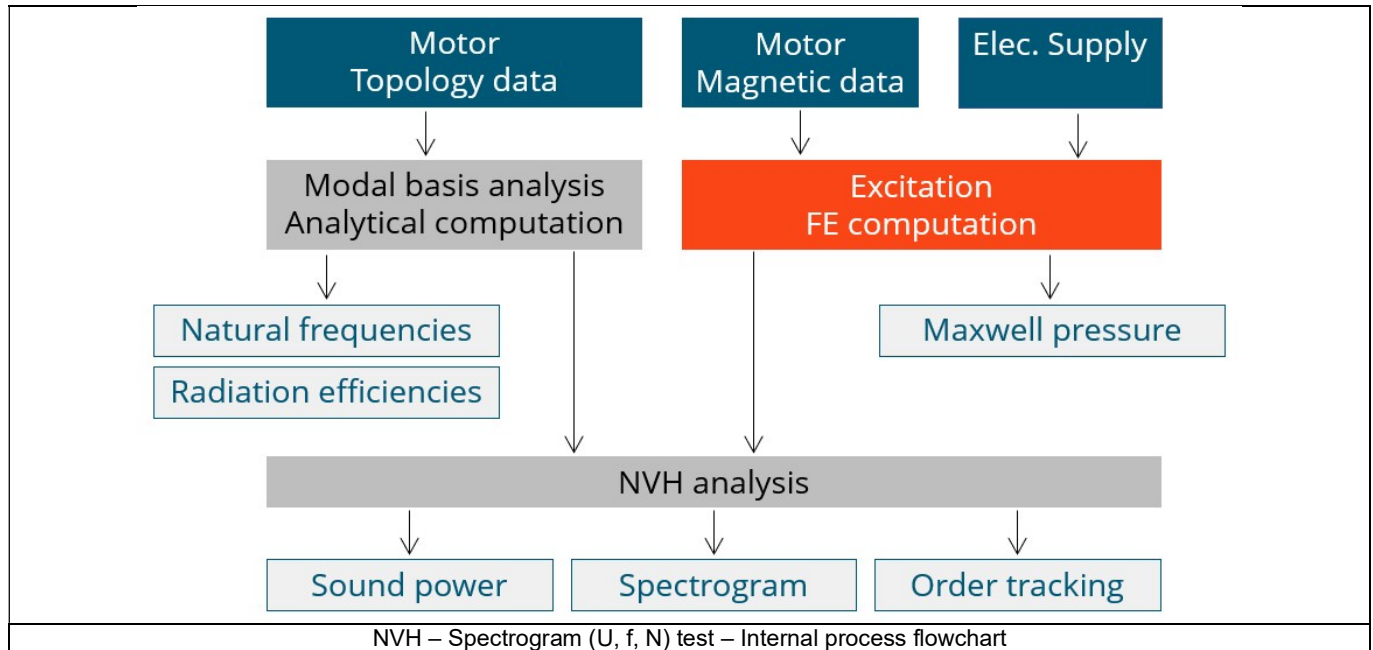 Motor
Topology data
Motor
Magnetic data
Elec. Supply
Modal basis analysis
Analytical computation
Excitation
FE computation
Natural frequencies
Radiation efficiencies
Maxwell pressure
NVH analysis
Sound power
Spectrogram
Order tracking
NVH – Spectrogram (U, f, N) test – Internal process flowchart